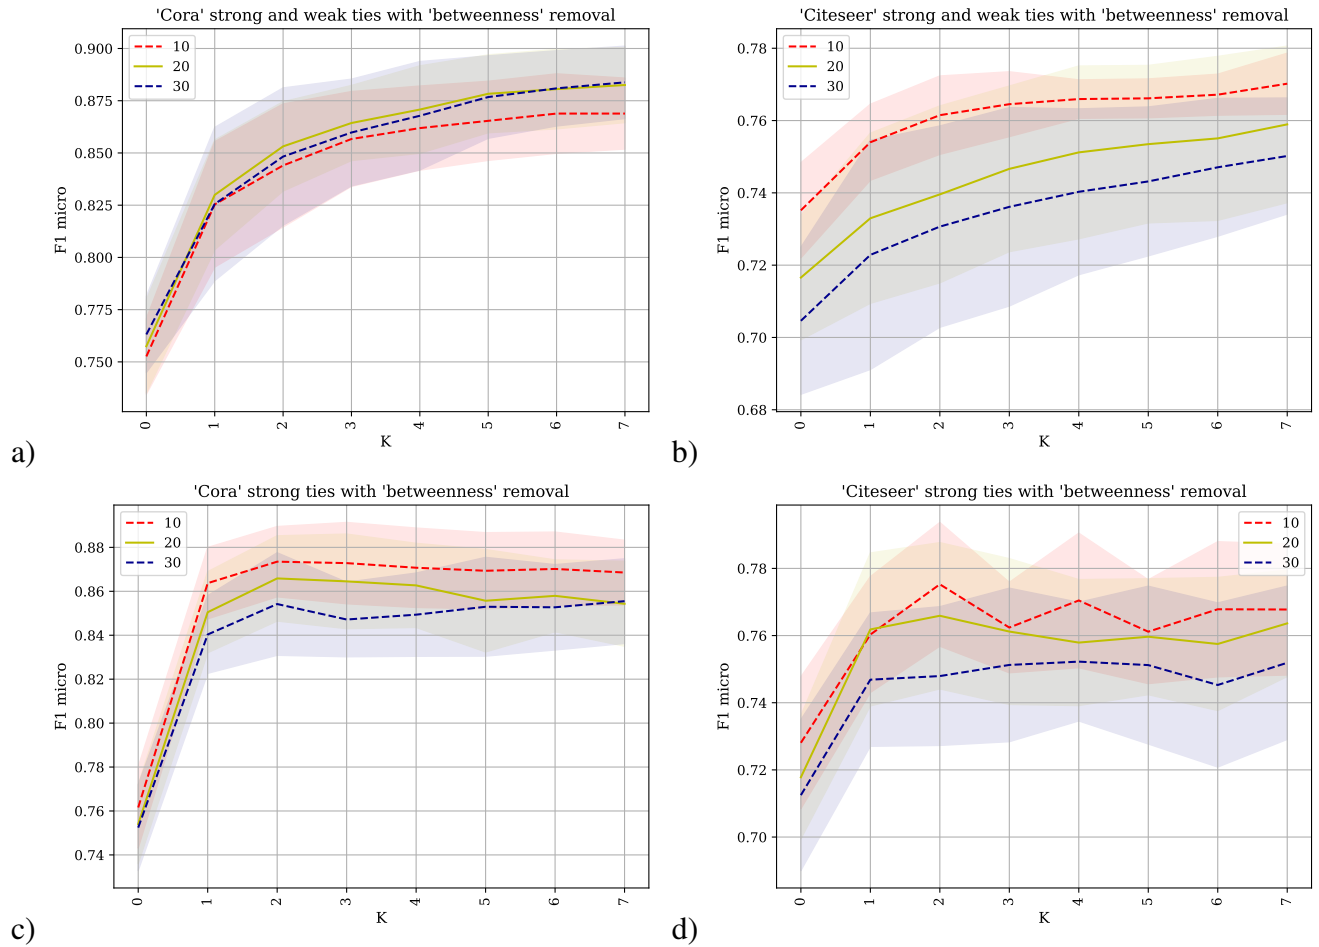 'Cora' strong and weak ties with 'betweenness' removal
10
20
30
0.900
0.875
0.850
0.825
0.800
0.775
0.750
F1 micro
0 1 2 3 4 5 6 7
K
a)
'Citeseer' strong and weak ties with 'betweenness' removal
10
20
30
0.78
0.76
0.74
0.72
0.70
0.68
F1 micro
0 1 2 3 4 5 6 7
K
b)
'Cora' strong ties with 'betweenness' removal
10
20
30
0.88
0.86
0.84
0.82
0.80
0.78
0.76
0.74
F1 micro
0 1 2 3 4 5 6 7
K
c)
'Citeseer' strong ties with 'betweenness' removal
10
20
30
0.78
0.76
0.74
0.72
0.70
F1 micro
0 1 2 3 4 5 6 7
K
d)